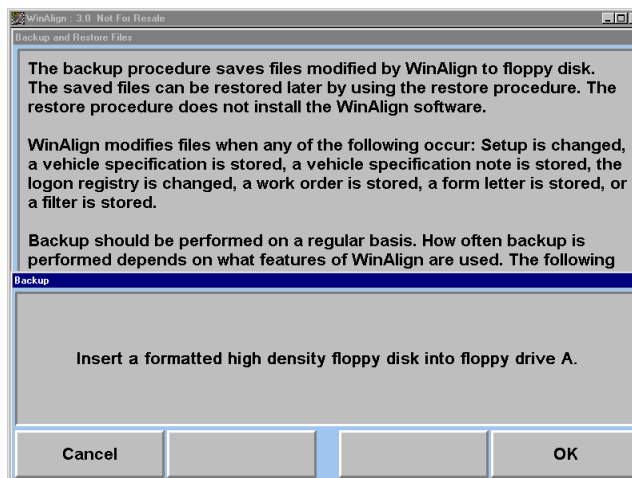 WinAlign : 3.0 Not For Resale
Backup and Restore Files
The backup procedure saves files modified by WinAlign to floppy disk.
The saved files can be restored later by using the restore procedure. The
restore procedure does not install the WinAlign software.
WinAlign modifies files when any of the following occur: Setup is changed,
a vehicle specification is stored, a vehicle specification note is stored, the
logon registry is changed, a work order is stored, a form letter is stored, or
a filter is stored.
Backup should be performed on a regular basis. How often backup is
performed depends on what features of WinAlign are used. The following
Backup
Insert a formatted high density floppy disk into floppy drive A.
Cancel
OK